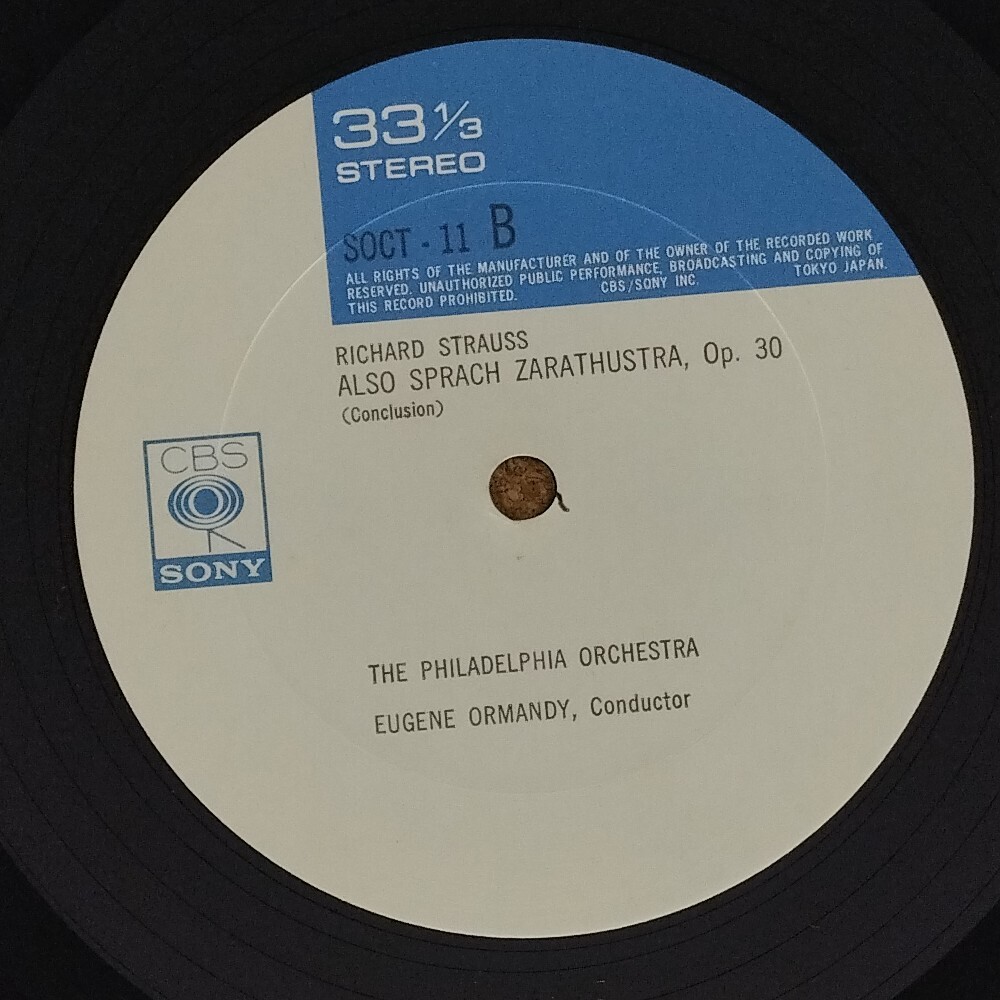 33 1/3
STEREO
SOCT - 11 B
ALL RIGHTS OF THE MANUFACTURER AND OF THE OWNER OF THE RECORDED WORK
RESERVED. UNAUTHORIZED PUBLIC PERFORMANCE, BROADCASTING AND COPYING OF
THIS RECORD PROHIBITED. CBS/SONY INC. TOKYO JAPAN.
RICHARD STRAUSS
ALSO SPRACH ZARATHUSTRA, Op. 30
(Conclusion)
CBS
SONY
THE PHILADELPHIA ORCHESTRA
EUGENE ORMANDY, Conductor